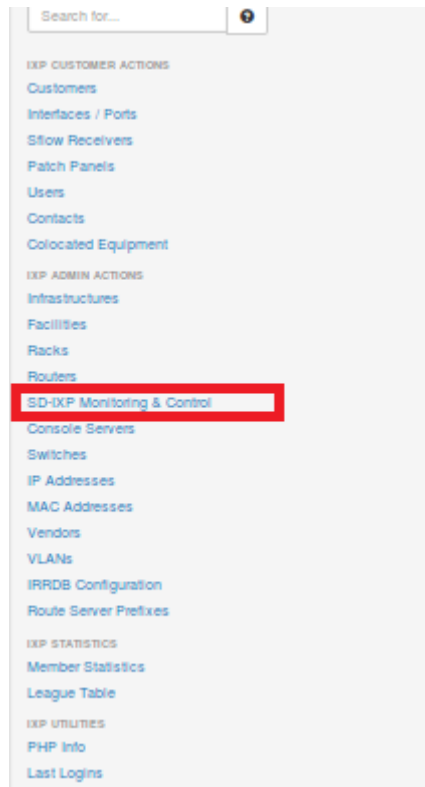 Search for...
IXP CUSTOMER ACTIONS
Customers
Interfaces / Ports
Sflow Receivers
Patch Panels
Users
Contacts
Colocated Equipment
IXP ADMIN ACTIONS
Infrastructures
Facilities
Racks
Routers
SD-IXP Monitoring & Control
Console Servers
Switches
IP Addresses
MAC Addresses
Vendors
VLANs
IRRDB Configuration
Route Server Prefixes
IXP STATISTICS
Member Statistics
League Table
IXP UTILITIES
PHP Info
Last Logins